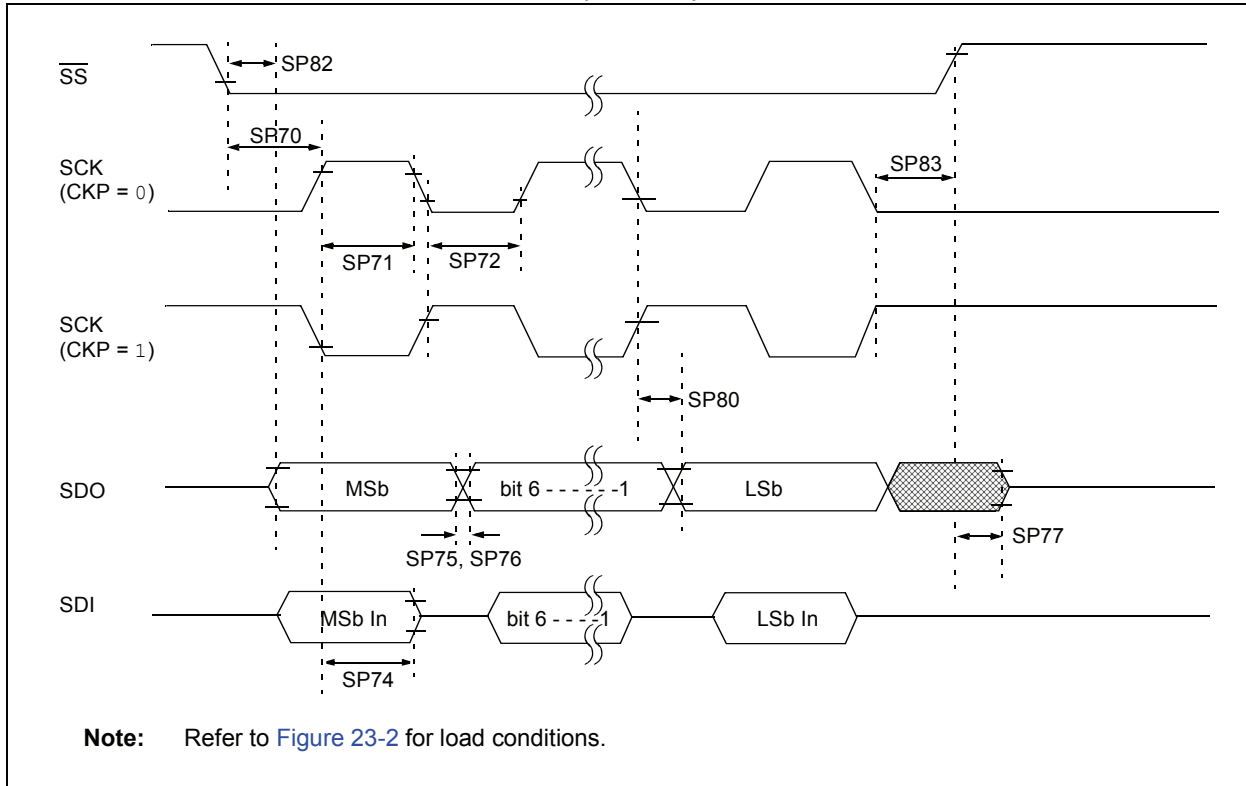 SS
SP82
SP70
SCK
(CKP = 0)
SP83
SP71
SP72
SCK
(CKP = 1)
SP80
SDO
MSb
bit 6 - - - - - -1
LSb
SP77
SP75, SP76
SDI
MSb In
bit 6 - - - -1
LSb In
SP74
Note: Refer to Figure 23-2 for load conditions.